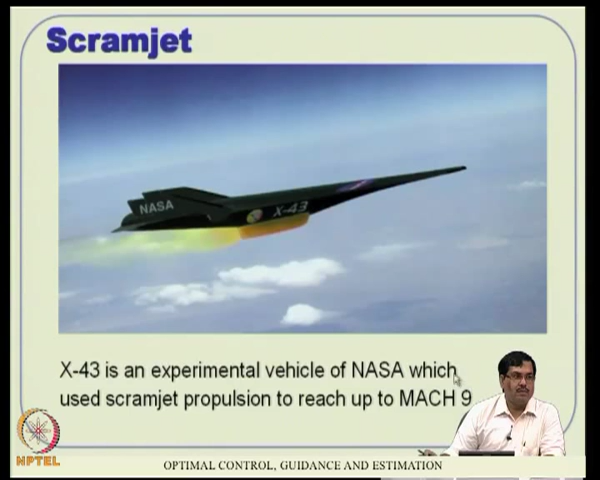 Scramjet
NASA
X-43
X-43 is an experimental vehicle of NASA which
used scramjet propulsion to reach up to MACH 9
NPTEL
OPTIMAL CONTROL, GUIDANCE AND ESTIMATION